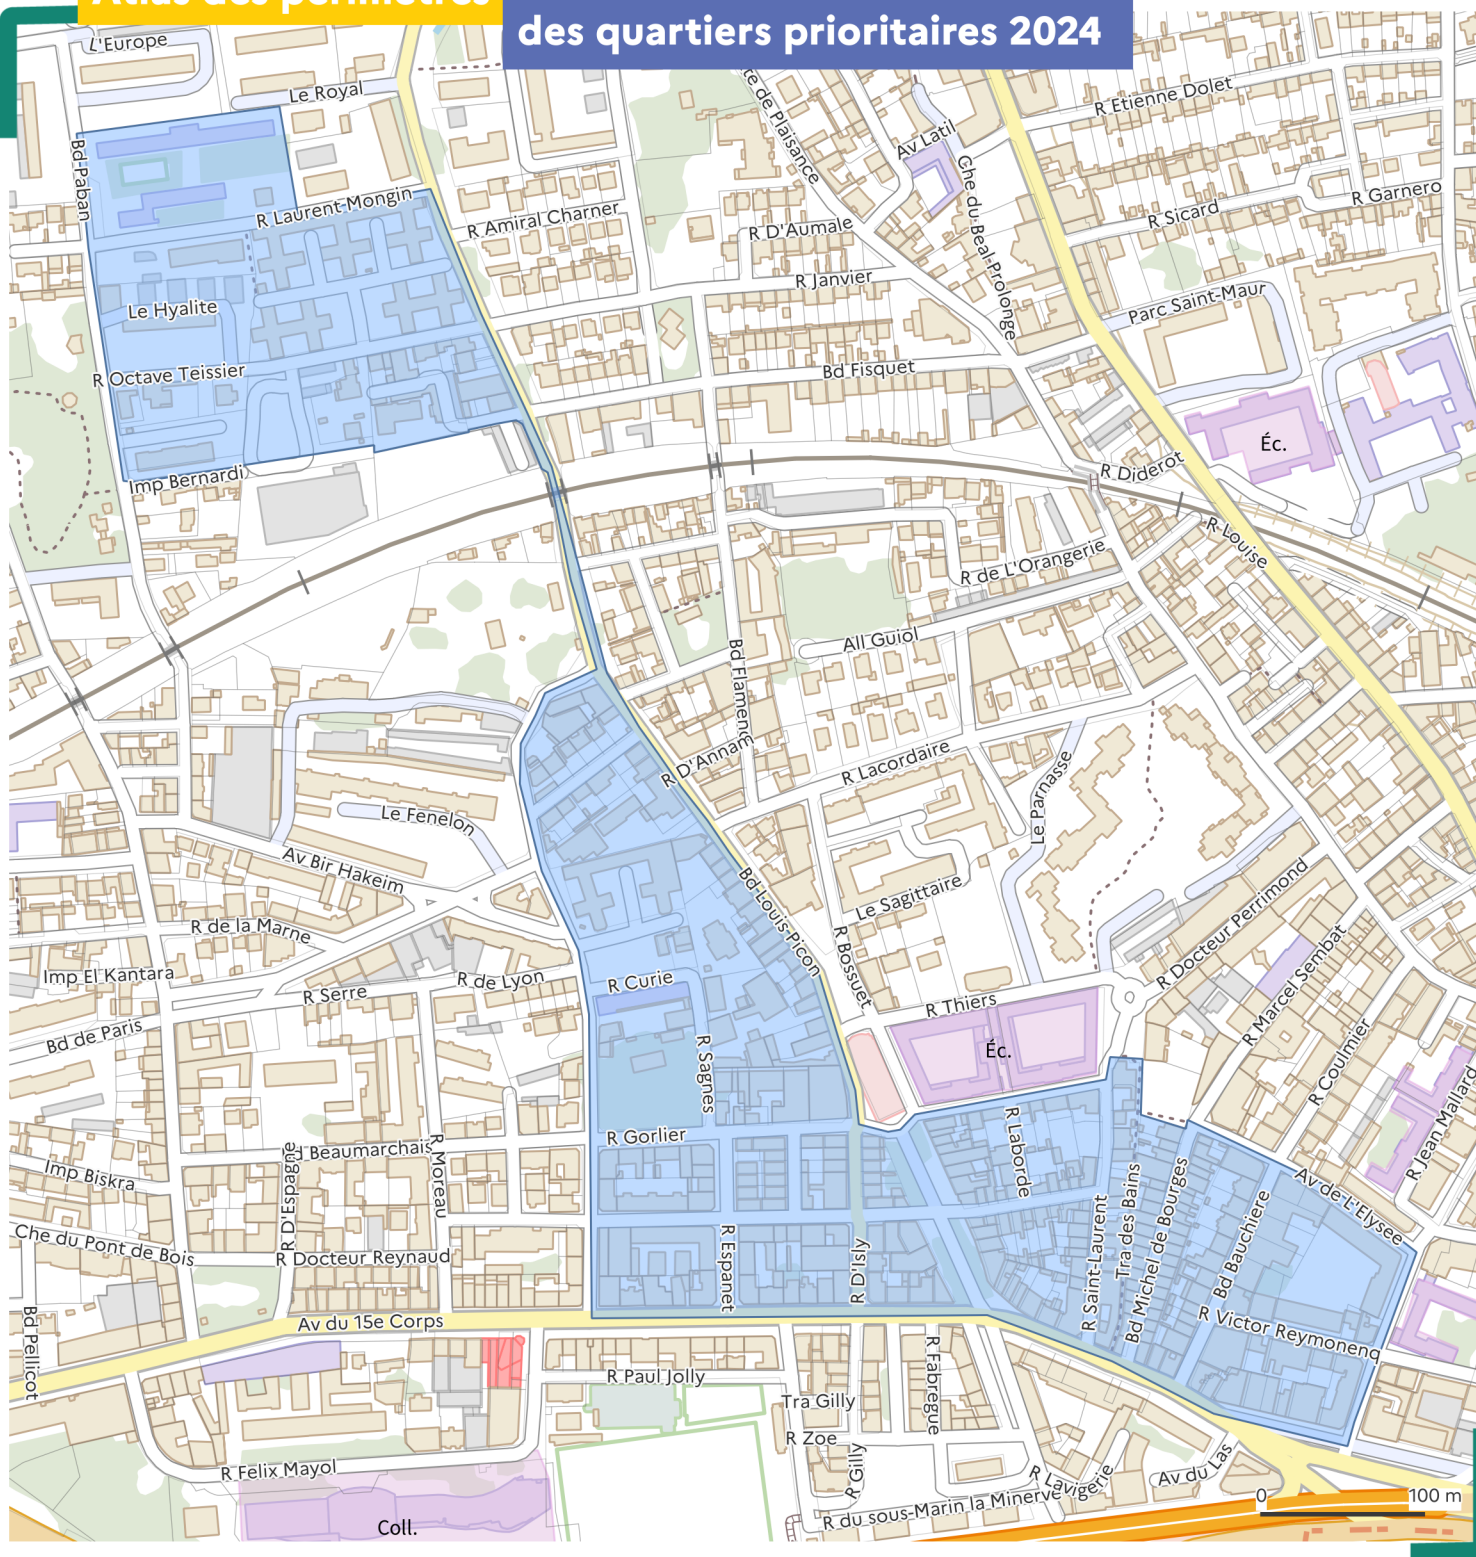 Atlas des périmètres
des quartiers prioritaires 2024
L'Europe
Le Royal
R Etienne Dolet
Av Latil
Bd Paban
te de Plaisance
Che du Beal Prolonge
R Garnero
R Laurent Mongin
R Amiral Charner
R D'Aumale
R Sicard
R Janvier
Parc Saint-Maur
Le Hyalite
R Octave Teissier
Bd Fisquet
Éc.
Imp Bernardi
R Diderot
R Louise
R de L'Orangerie
All Guiol
Bd Flamenc
R D'Annam
R Lacordaire
Le Parnasse
Le Fenelon
Av Bir Hakeim
Bd Louis Picon
Le Sagittaire
R Docteur Perrimond
R de la Marne
R Bossuet
R Marcel Sembat
Imp El Kantara
R Serre
R de Lyon
R Curie
R Thiers
Bd de Paris
R Sagnes
Éc.
R Coulmier
R Jean Mallard
R Laborde
R Gorlier
d Beaumarchais
R Moreau
Imp Biskra
R D'Espagne
Tra des Bains
R Saint-Laurent
Bd Michel de Bourges
Bd Bauchiere
Av de L'Elysee
Che du Pont de Bois
R Docteur Reynaud
R Espanet
R D'Isly
R Victor Reymonenq
Bd Pellicot
Av du 15e Corps
R Paul Jolly
R Fabregue
Tra Gilly
R Zoe
R Gilly
R Felix Mayol
R Lavigerie
Av du Las
R du sous-Marin la Minerve
Coll.
0 100 m